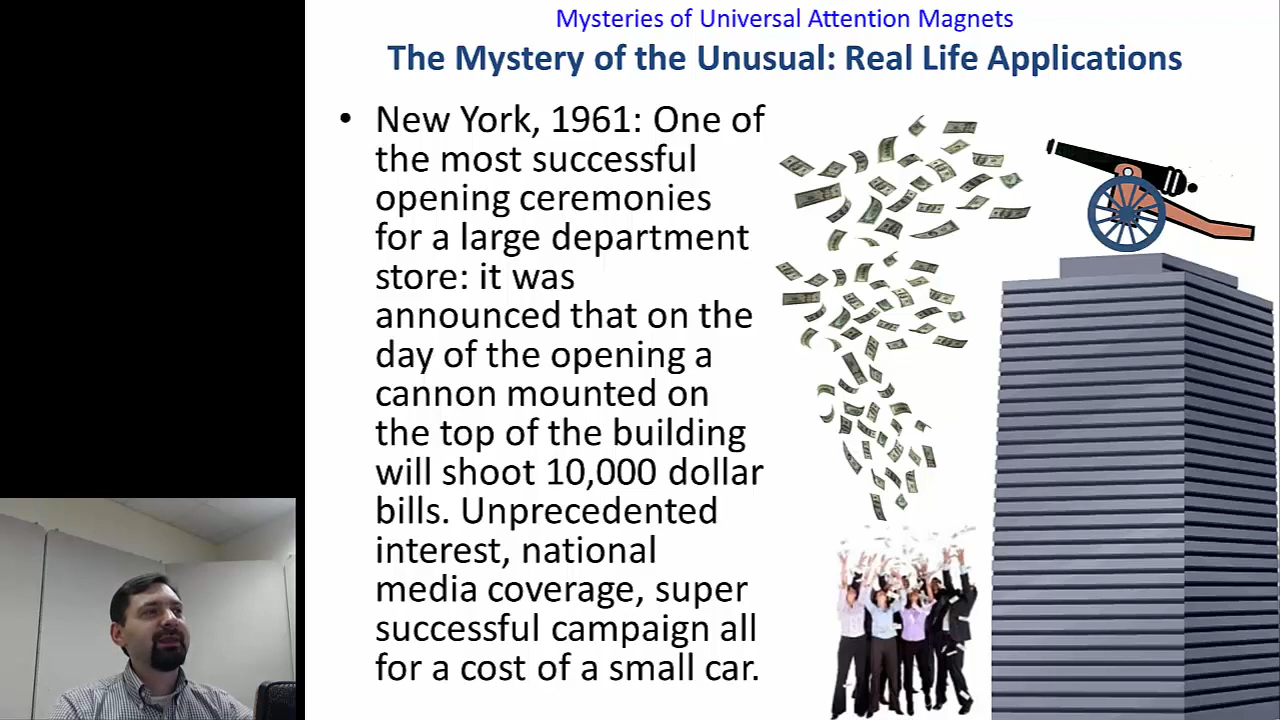 Mysteries of Universal Attention Magnets
The Mystery of the Unusual: Real Life Applications
• New York, 1961: One of
the most successful
opening ceremonies
for a large department
store: it was
announced that on the
day of the opening a
cannon mounted on
the top of the building
will shoot 10,000 dollar
bills. Unprecedented
interest, national
media coverage, super
successful campaign all
for a cost of a small car.